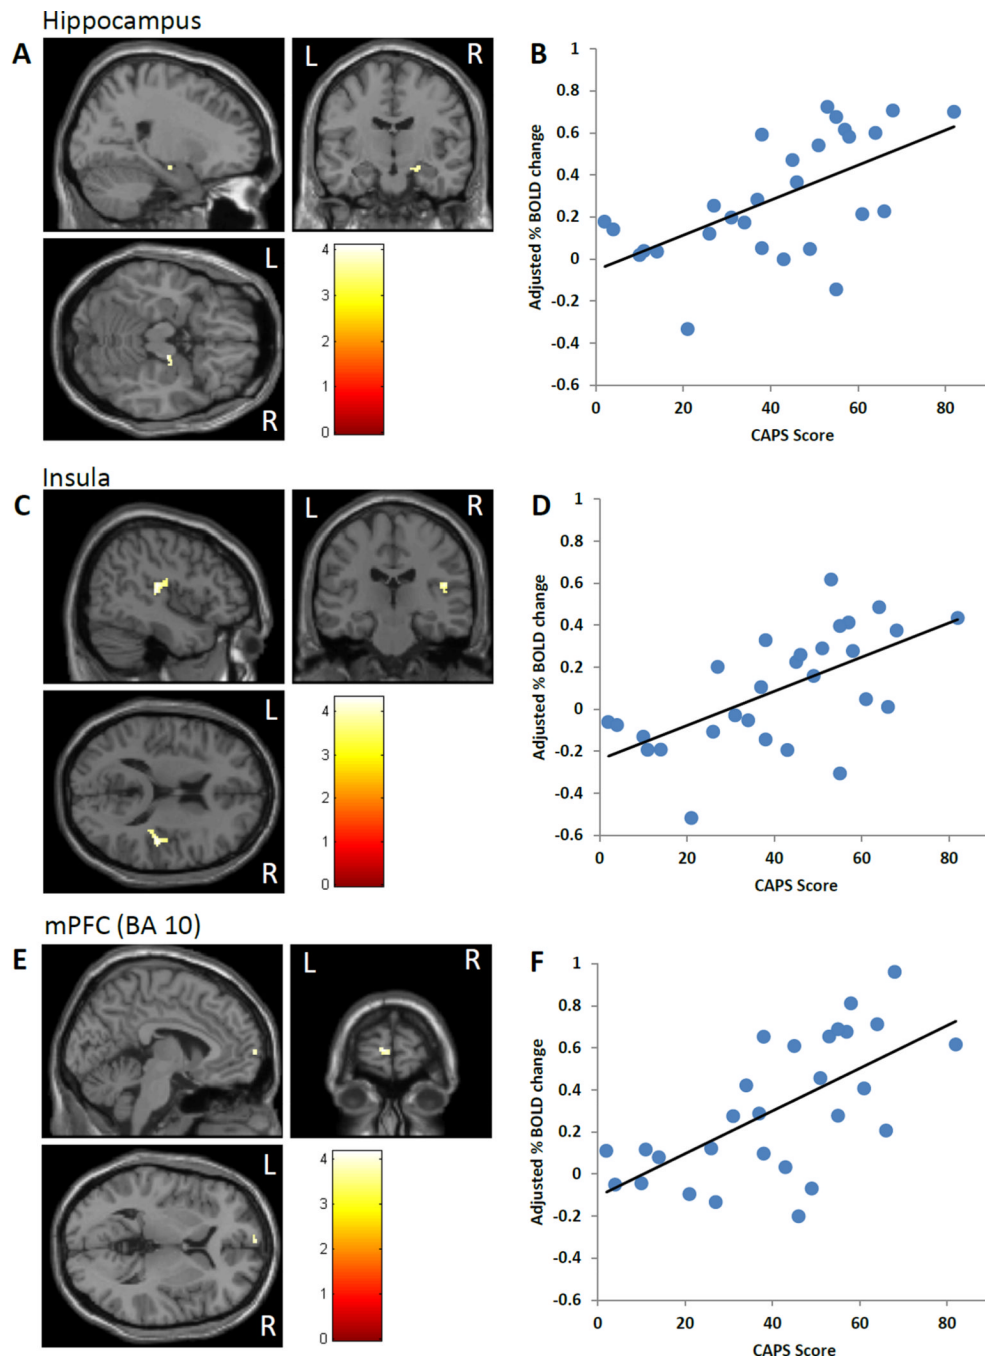 Hippocampus
A
L
R
L
R
4
3
2
1
0
B
1
0.8
0.6
0.4
0.2
0
-0.2
-0.4
-0.6
Adjusted % BOLD change
0
20
40
60
80
CAPS Score
Insula
C
L
R
L
R
4
3
2
1
0
D
1
0.8
0.6
0.4
0.2
0
-0.2
-0.4
-0.6
Adjusted % BOLD change
0
20
40
60
80
CAPS Score
mPFC (BA 10)
E
L
R
L
R
4
3
2
1
0
F
1
0.8
0.6
0.4
0.2
0
-0.2
-0.4
-0.6
Adjusted % BOLD change
0
20
40
60
80
CAPS Score